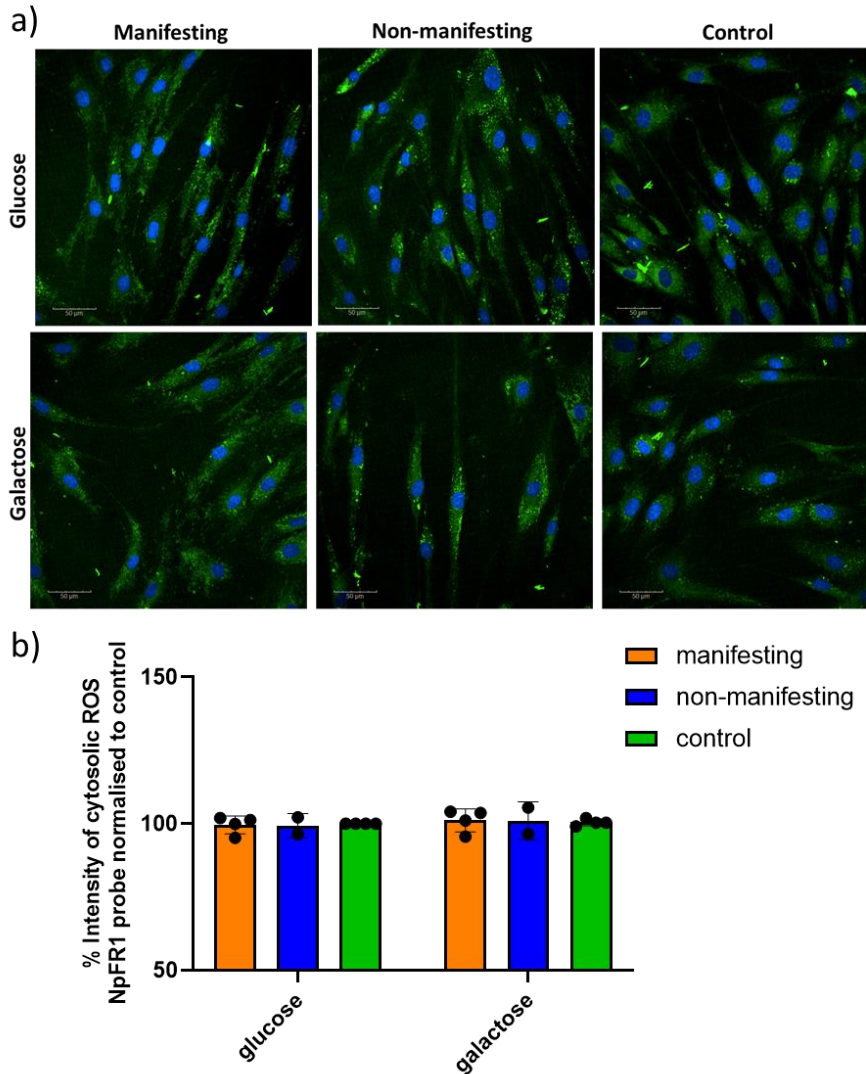 a)
Manifesting
Non-manifesting
Control
Glucose
50 µm
50 µm
50 µm
Galactose
50 µm
50 µm
50 µm
b)
% Intensity of cytosolic ROS
NpFR1 probe normalised to control
150
100
50
glucose
galactose
manifesting
non-manifesting
control